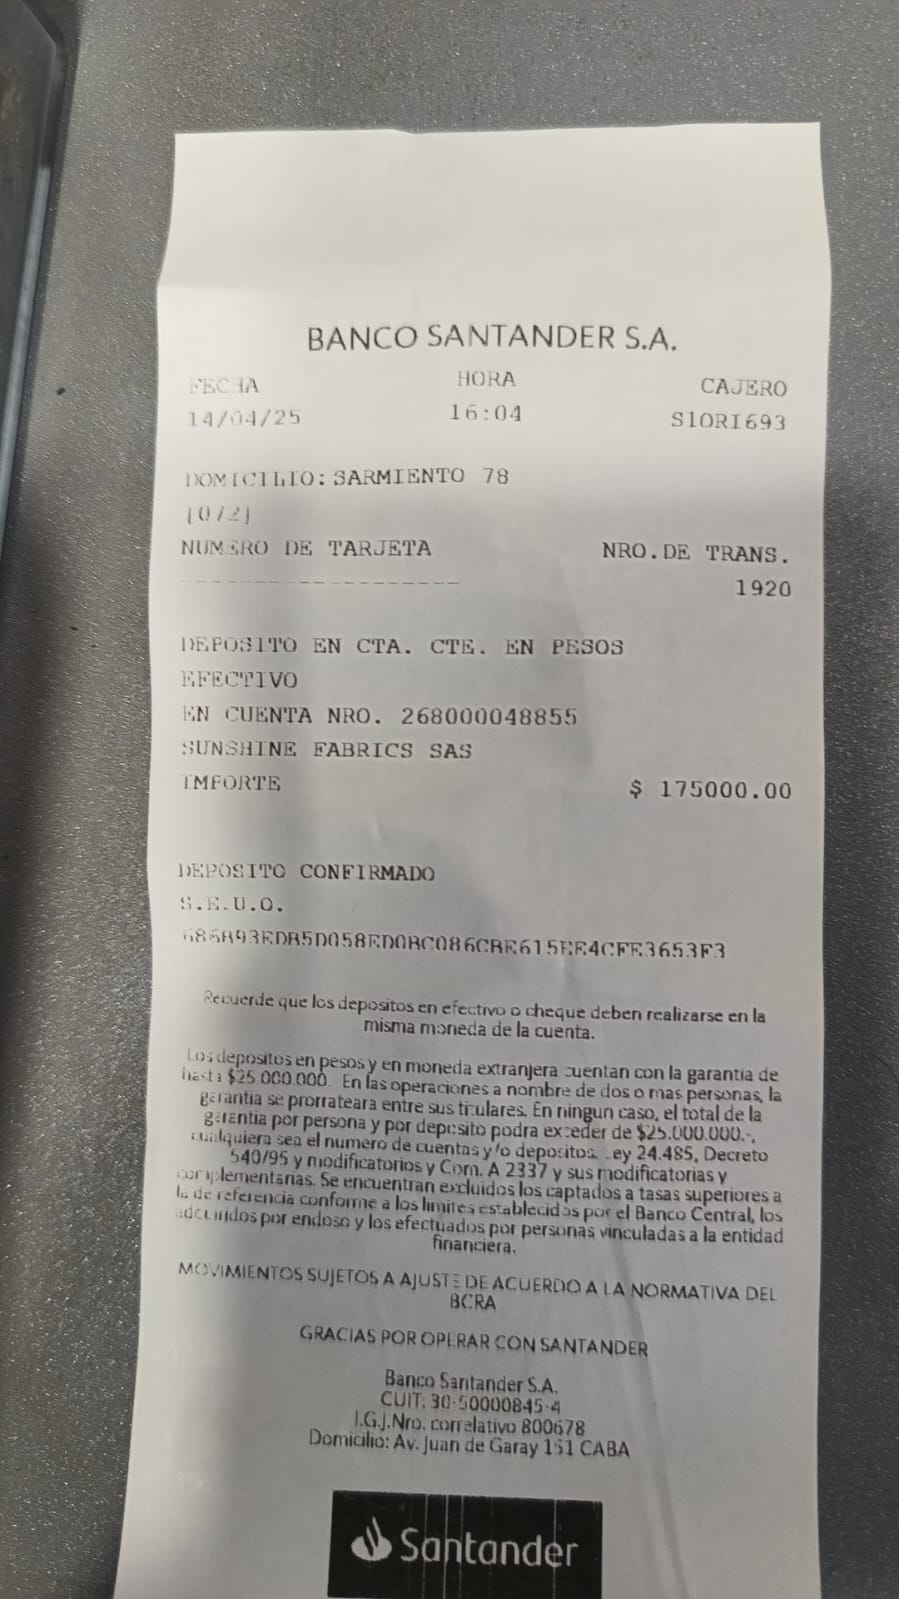 BANCO SANTANDER S.A.
FECHA HORA CAJERO
14/04/25 16:04 S1ORI693
DOMICILIO: SARMIENTO 78
[072]
NUMERO DE TARJETA NRO. DE TRANS.
------------------- 1920
DEPOSITO EN CTA. CTE. EN PESOS
EFECTIVO
EN CUENTA NRO. 268000048855
SUNSHINE FABRICS SAS
IMPORTE $ 175000.00
DEPOSITO CONFIRMADO
S.E.U.O.
Recuerde que los depositos en efectivo o cheque deben realizarse en la
misma moneda de la cuenta.
Los depositos en pesos y en moneda extranjera cuentan con la garantia de
hasta $25.000.000. En las operaciones a nombre de dos o mas personas, la
garantia se prorrateara entre sus titulares. En ningun caso, el total de la
garantia por persona y por deposito podra exceder de $25.000.000.-,
cualquiera sea el numero de cuentas y/o depositos. Ley 24.485, Decreto
540/95 y modificatorios y Com. A 2337 y sus modificatorias y
complementarias. Se encuentran excluidos los captados a tasas superiores a
la de referencia conforme a los limites establecidos por el Banco Central, los
adquiridos por endoso y los efectuados por personas vinculadas a la entidad
financiera.
MOVIMIENTOS SUJETOS A AJUSTE DE ACUERDO A LA NORMATIVA DEL
BCRA
GRACIAS POR OPERAR CON SANTANDER
Banco Santander S.A.
CUIT. 30-50000845-4
I.G.J.Nro. correlativo 800678
Domicilio: Av. Juan de Garay 151 CABA
Santander